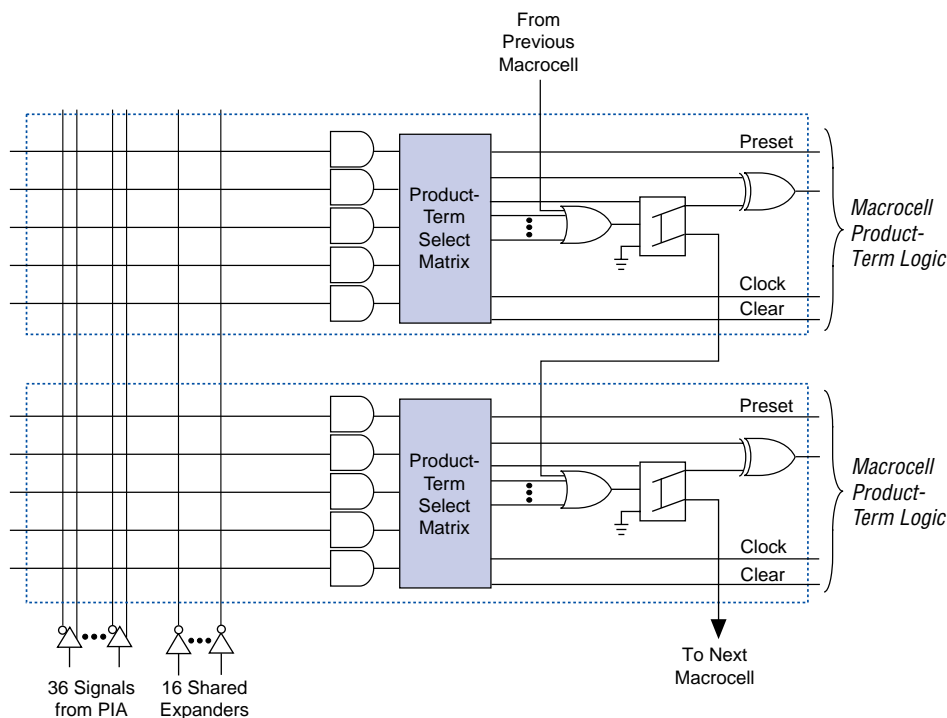 From
Previous
Macrocell
Preset
Product-
Term
Select
Matrix
Macrocell
Product-
Term Logic
Clock
Clear
Preset
Product-
Term
Select
Matrix
Macrocell
Product-
Term Logic
Clock
Clear
36 Signals
from PIA
16 Shared
Expanders
To Next
Macrocell